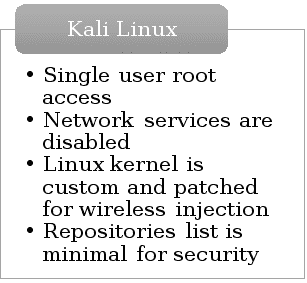 Kali Linux
• Single user root
access
• Network services are
disabled
• Linux kernel is
custom and patched
for wireless injection
• Repositories list is
minimal for security